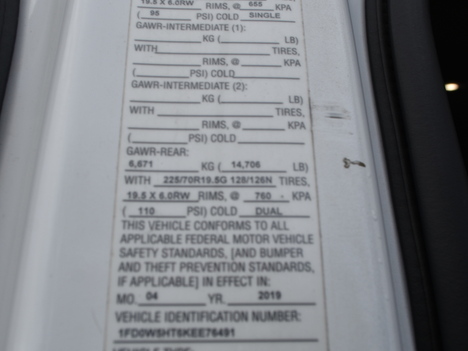 19.5 X 6.0RW RIMS, @ 655 KPA
( 95 PSI) COLD SINGLE
GAWR-INTERMEDIATE (1):
KG ( LB)
WITH TIRES,
RIMS, @ KPA
( PSI) COLD
GAWR-INTERMEDIATE (2):
KG ( LB)
WITH TIRES,
RIMS, @ KPA
( PSI) COLD
GAWR-REAR:
6,671 KG ( 14,706 LB)
WITH 225/70R19.5G 128/126N TIRES,
19.5 X 6.0RW RIMS, @ 760 KPA
( 110 PSI) COLD DUAL
THIS VEHICLE CONFORMS TO ALL
APPLICABLE FEDERAL MOTOR VEHICLE
SAFETY STANDARDS, [AND BUMPER
AND THEFT PREVENTION STANDARDS,
IF APPLICABLE] IN EFFECT IN:
MO. 04 YR. 2019
VEHICLE IDENTIFICATION NUMBER:
1FD0W5HT6KEE76491
VEHICLE TYPE: